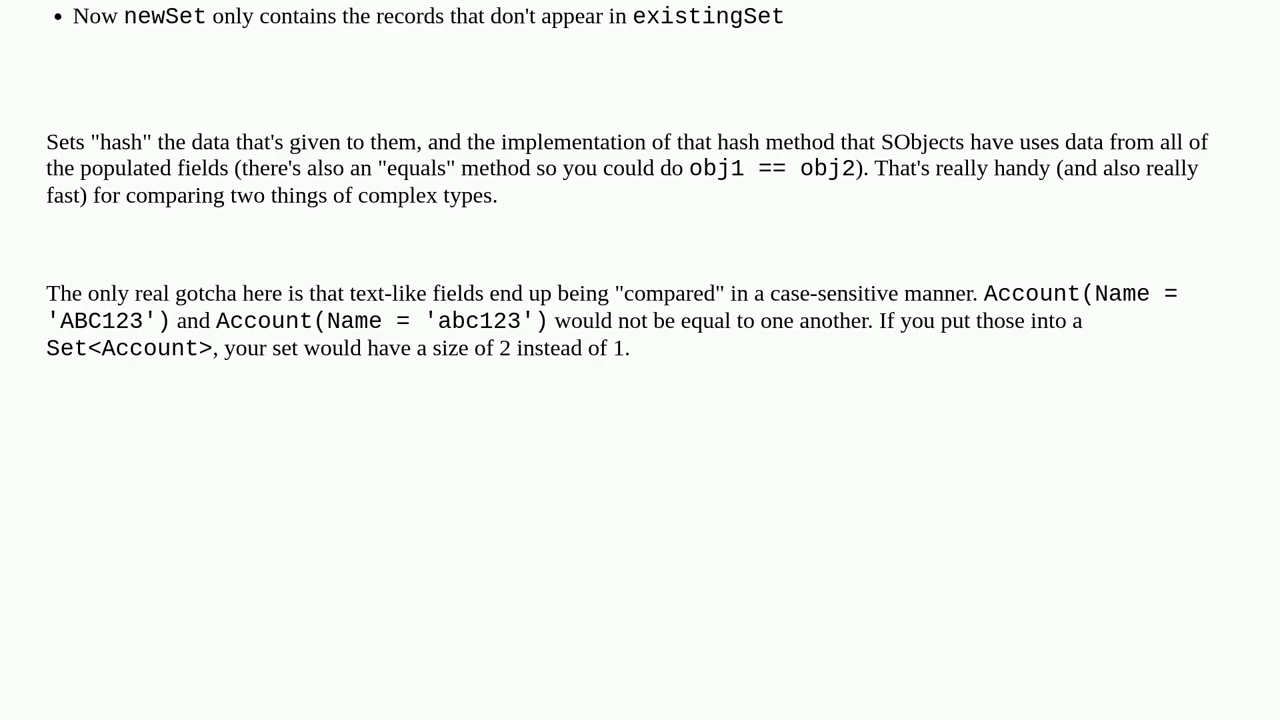 • Now newSet only contains the records that don't appear in existingSet
Sets "hash" the data that's given to them, and the implementation of that hash method that SObjects have uses data from all of
the populated fields (there's also an "equals" method so you could do obj1 == obj2). That's really handy (and also really
fast) for comparing two things of complex types.
The only real gotcha here is that text-like fields end up being "compared" in a case-sensitive manner. Account(Name =
'ABC123') and Account(Name = 'abc123') would not be equal to one another. If you put those into a
Set<Account>, your set would have a size of 2 instead of 1.